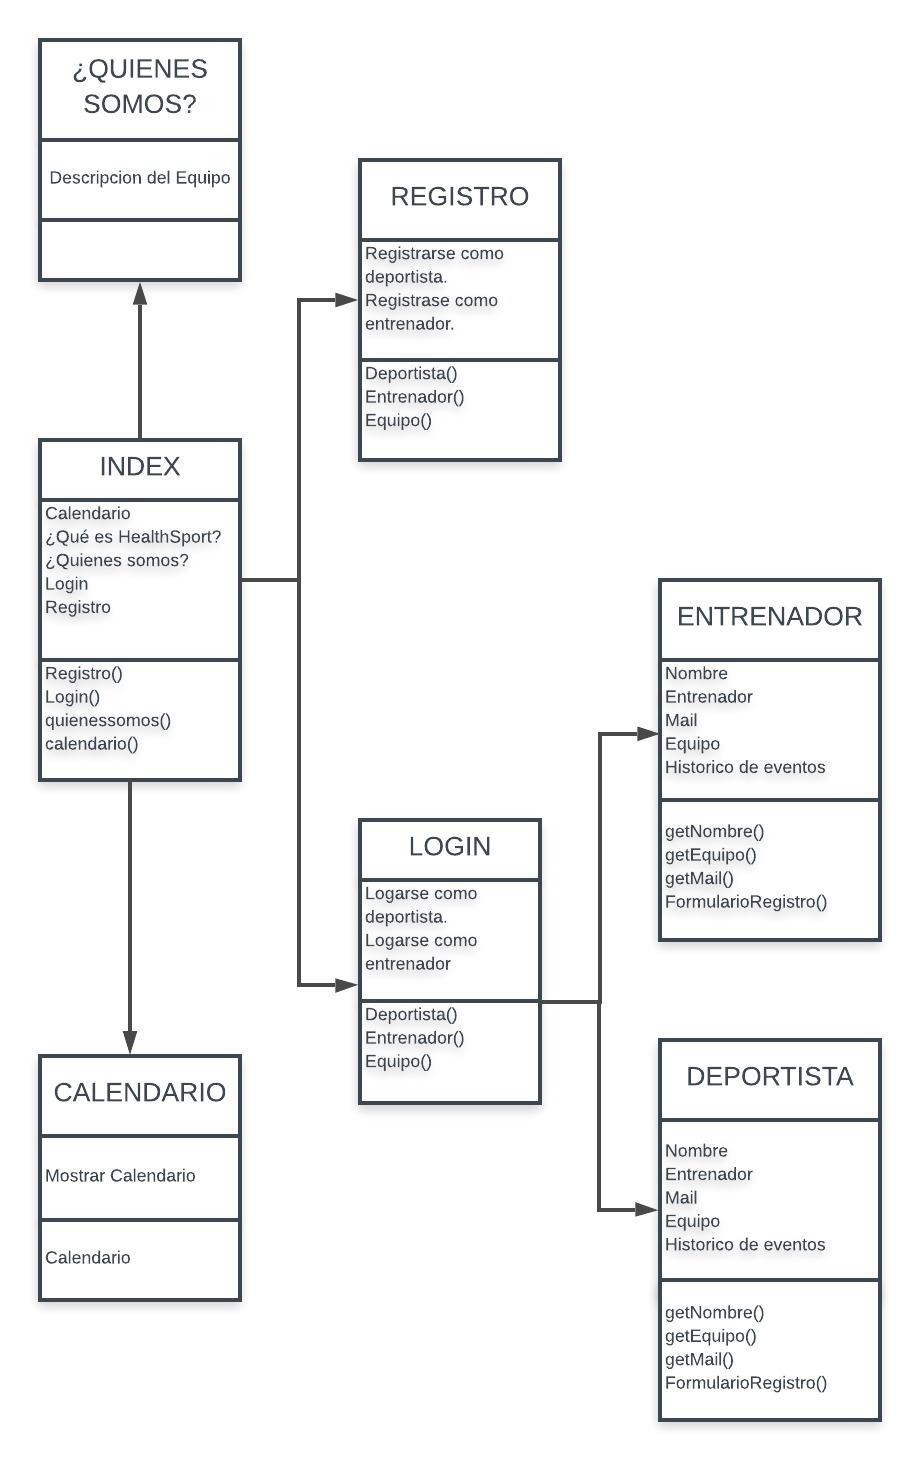 ¿QUIENES
SOMOS?
Descripcion del Equipo
REGISTRO
Registrarse como
deportista.
Registrase como
entrenador.
Deportista()
Entrenador()
Equipo()
INDEX
Calendario
¿Qué es HealthSport?
¿Quienes somos?
Login
Registro
Registro()
Login()
quienessomos()
calendario()
ENTRENADOR
Nombre
Entrenador
Mail
Equipo
Historico de eventos
getNombre()
getEquipo()
getMail()
FormularioRegistro()
LOGIN
Logarse como
deportista.
Logarse como
entrenador
Deportista()
Entrenador()
Equipo()
CALENDARIO
Mostrar Calendario
Calendario
DEPORTISTA
Nombre
Entrenador
Mail
Equipo
Historico de eventos
getNombre()
getEquipo()
getMail()
FormularioRegistro()